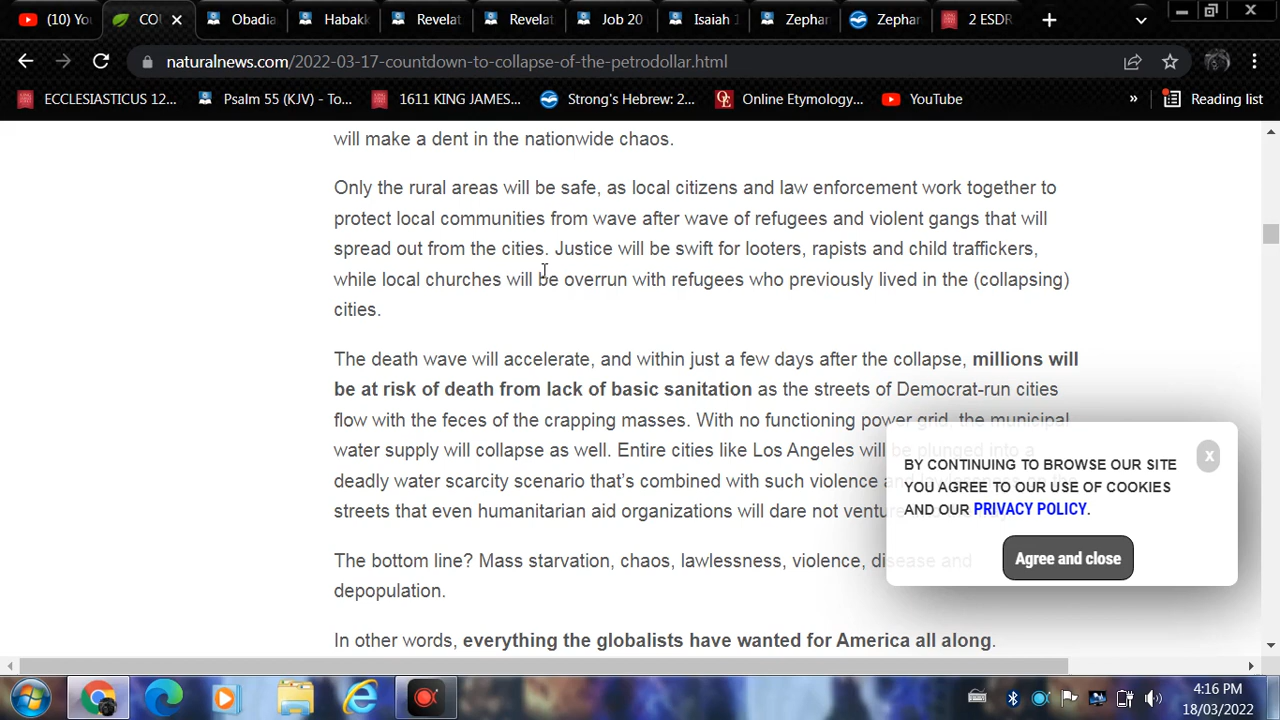 (10) Yo
COU
Obadia
Habakk
Revelat
Revelat
Job 20
Isaiah 1
Zephar
Zephar
2 ESDR
naturalnews.com/2022-03-17-countdown-to-collapse-of-the-petrodollar.html
ECCLESIASTICUS 12...
Psalm 55 (KJV) - To...
1611 KING JAMES...
Strong's Hebrew: 2...
Online Etymology...
YouTube
»
Reading list
will make a dent in the nationwide chaos.
Only the rural areas will be safe, as local citizens and law enforcement work together to
protect local communities from wave after wave of refugees and violent gangs that will
spread out from the cities. Justice will be swift for looters, rapists and child traffickers,
while local churches will be overrun with refugees who previously lived in the (collapsing)
cities.
The death wave will accelerate, and within just a few days after the collapse, millions will
be at risk of death from lack of basic sanitation as the streets of Democrat-run cities
flow with the feces of the crapping masses. With no functioning power grid, the municipal
water supply will collapse as well. Entire cities like Los Angeles will be plunged into a
deadly water scarcity scenario that's combined with such violence and
streets that even humanitarian aid organizations will dare not venture
The bottom line? Mass starvation, chaos, lawlessness, violence, disease and
depopulation.
In other words, everything the globalists have wanted for America all along.
X
BY CONTINUING TO BROWSE OUR SITE
YOU AGREE TO OUR USE OF COOKIES
AND OUR PRIVACY POLICY.
Agree and close
4:16 PM
18/03/2022